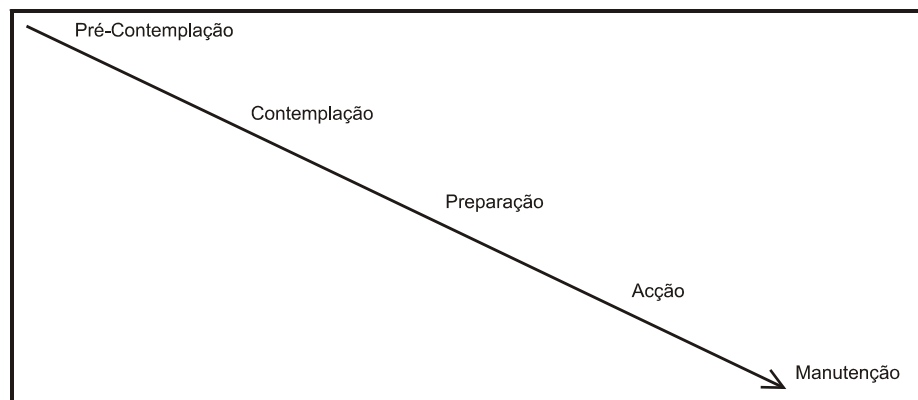 Pré-Contemplação
Contemplação
Preparação
Acção
Manutenção